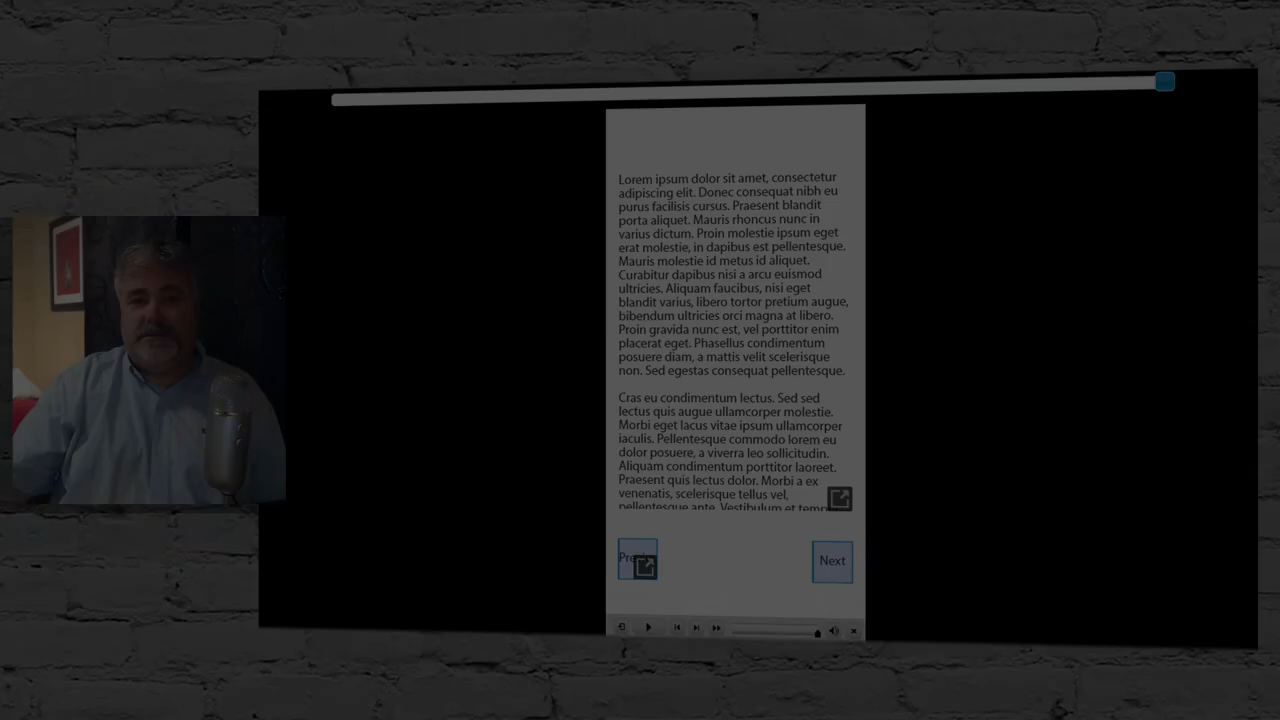 Lorem ipsum dolor sit amet, consectetur
adipiscing elit. Donec consequat nibh eu
purus facilisis cursus. Praesent blandit
porta aliquet. Mauris rhoncus nunc in
varius dictum. Proin molestie ipsum eget
erat molestie, in dapibus est pellentesque.
Mauris molestie id metus id aliquet.
Curabitur dapibus nisi a arcu euismod
ultricies. Aliquam faucibus, nisi eget
blandit varius, libero tortor pretium augue,
bibendum ultricies orci magna at libero.
Proin gravida nunc est, vel porttitor enim
placerat eget. Phasellus condimentum
posuere diam, a mattis velit scelerisque
non. Sed egestas consequat pellentesque.
Cras eu condimentum lectus. Sed sed
lectus quis augue ullamcorper molestie.
Morbi eget lacus vitae ipsum ullamcorper
iaculis. Pellentesque commodo lorem eu
dolor posuere, a viverra leo sollicitudin.
Aliquam condimentum porttitor laoreet.
Praesent quis lectus dolor. Morbi a ex
venenatis, scelerisque tellus vel,
pellentesque ante. Vestibulum et
Next